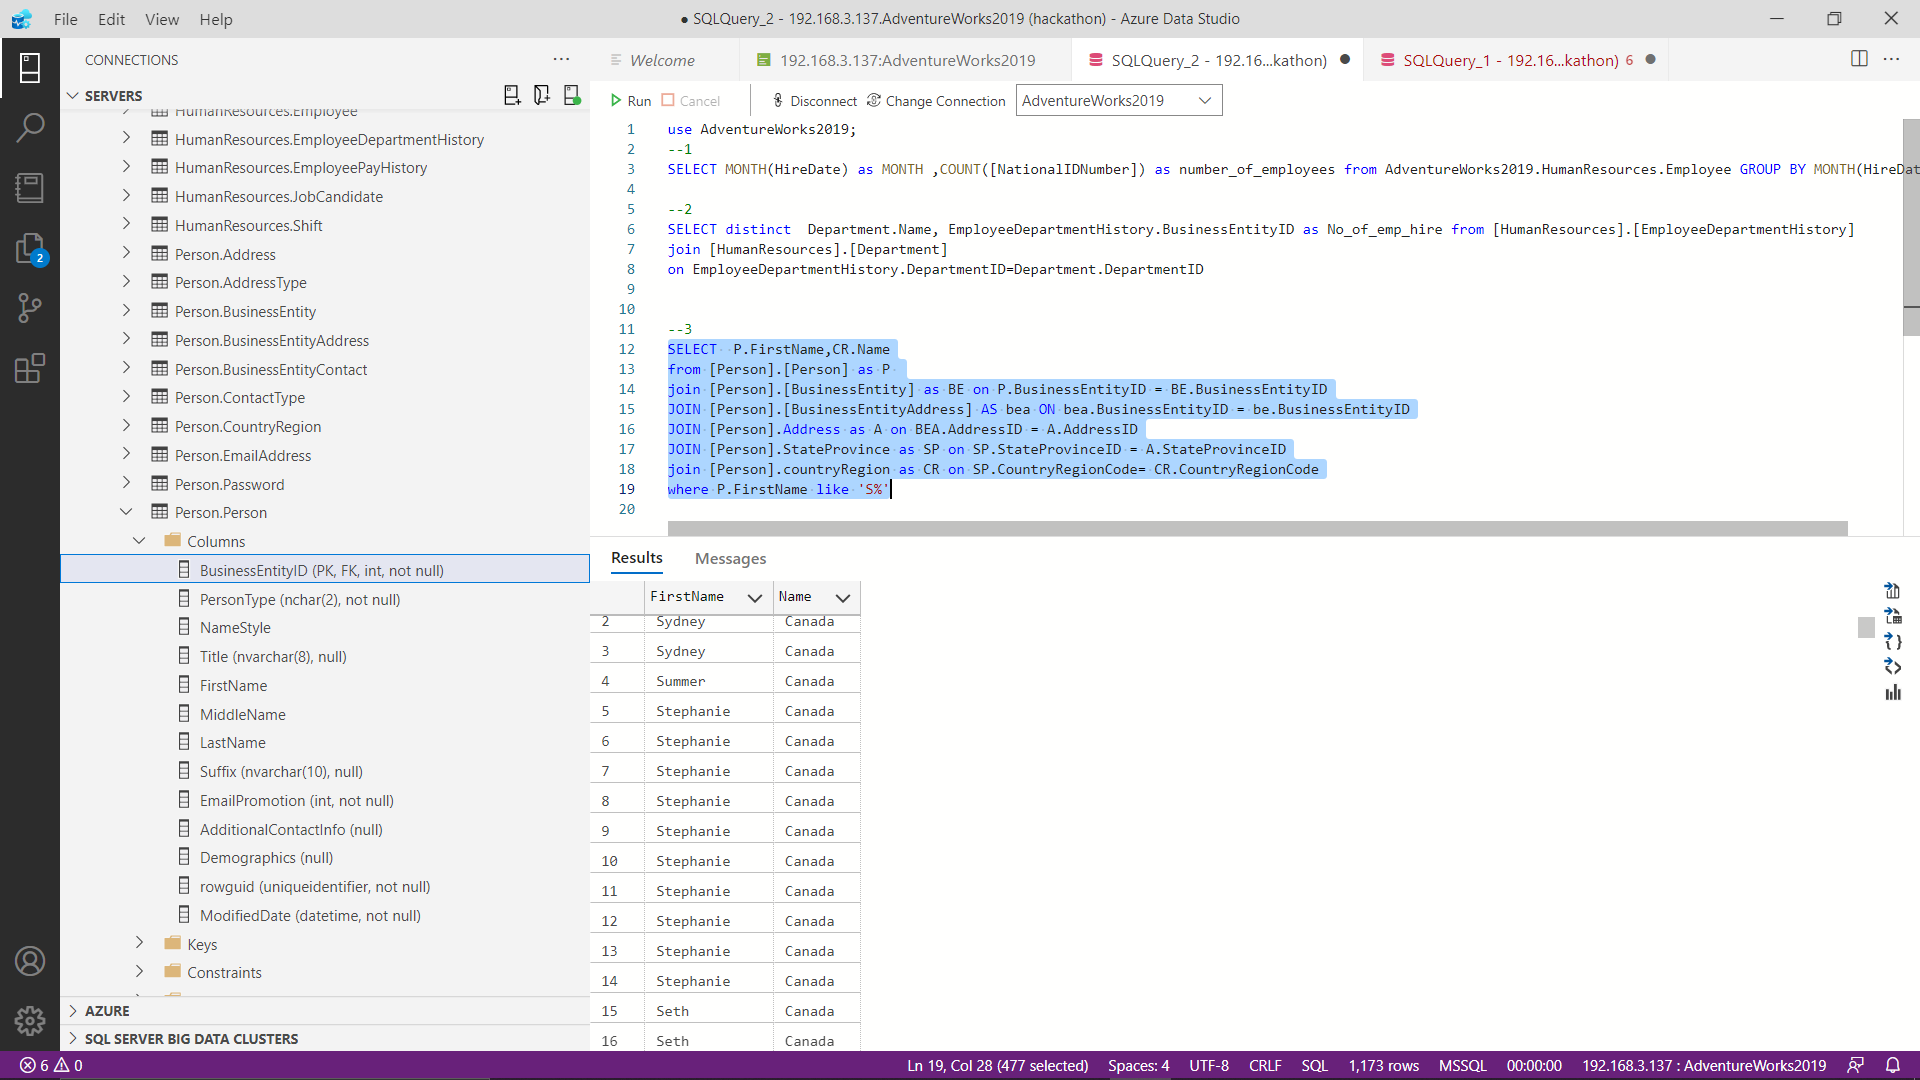 File Edit View Help
● SQLQuery_2 - 192.168.3.137.AdventureWorks2019 (hackathon) - Azure Data Studio
CONNECTIONS
SERVERS
HumanResources.Employee
HumanResources.EmployeeDepartmentHistory
HumanResources.EmployeePayHistory
HumanResources.JobCandidate
HumanResources.Shift
Person.Address
Person.AddressType
Person.BusinessEntity
Person.BusinessEntityAddress
Person.BusinessEntityContact
Person.ContactType
Person.CountryRegion
Person.EmailAddress
Person.Password
Person.Person
Columns
BusinessEntityID (PK, FK, int, not null)
PersonType (nchar(2), not null)
NameStyle
Title (nvarchar(8), null)
FirstName
MiddleName
LastName
Suffix (nvarchar(10), null)
EmailPromotion (int, not null)
AdditionalContactInfo (null)
Demographics (null)
rowguid (uniqueidentifier, not null)
ModifiedDate (datetime, not null)
Keys
Constraints
AZURE
SQL SERVER BIG DATA CLUSTERS
2
Welcome
192.168.3.137:AdventureWorks2019
SQLQuery_2 - 192.16...kathon)
SQLQuery_1 - 192.16...kathon) 6
Run Cancel Disconnect Change Connection AdventureWorks2019
1 use AdventureWorks2019;
2 --1
3 SELECT MONTH(HireDate) as MONTH ,COUNT([NationalIDNumber]) as number_of_employees from AdventureWorks2019.HumanResources.Employee GROUP BY MONTH(HireDat
4
5 --2
6 SELECT distinct  Department.Name, EmployeeDepartmentHistory.BusinessEntityID as No_of_emp_hire from [HumanResources].[EmployeeDepartmentHistory]
7 join [HumanResources].[Department]
8 on EmployeeDepartmentHistory.DepartmentID=Department.DepartmentID
9
10
11 --3
12 SELECT  P.FirstName,CR.Name
13 from [Person].[Person] as P
14 join [Person].[BusinessEntity] as BE on P.BusinessEntityID = BE.BusinessEntityID
15 JOIN [Person].[BusinessEntityAddress] AS bea ON bea.BusinessEntityID = be.BusinessEntityID
16 JOIN [Person].Address as A on BEA.AddressID = A.AddressID
17 JOIN [Person].StateProvince as SP on SP.StateProvinceID = A.StateProvinceID
18 join [Person].countryRegion as CR on SP.CountryRegionCode= CR.CountryRegionCode
19 where P.FirstName like 'S%'
20
Results Messages
FirstName Name
2 Sydney Canada
3 Sydney Canada
4 Summer Canada
5 Stephanie Canada
6 Stephanie Canada
7 Stephanie Canada
8 Stephanie Canada
9 Stephanie Canada
10 Stephanie Canada
11 Stephanie Canada
12 Stephanie Canada
13 Stephanie Canada
14 Stephanie Canada
15 Seth Canada
16 Seth Canada
6 0
Ln 19, Col 28 (477 selected) Spaces: 4 UTF-8 CRLF SQL 1,173 rows MSSQL 00:00:00 192.168.3.137 : AdventureWorks2019